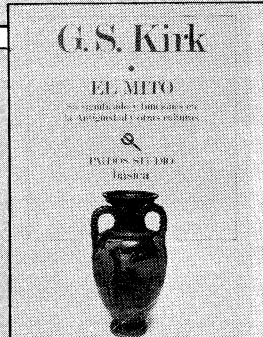 G. S. Kirk
EL MITO
Su significado y funciones en
la Antigüedad y otras culturas
PAIDOS STUDIO
básica